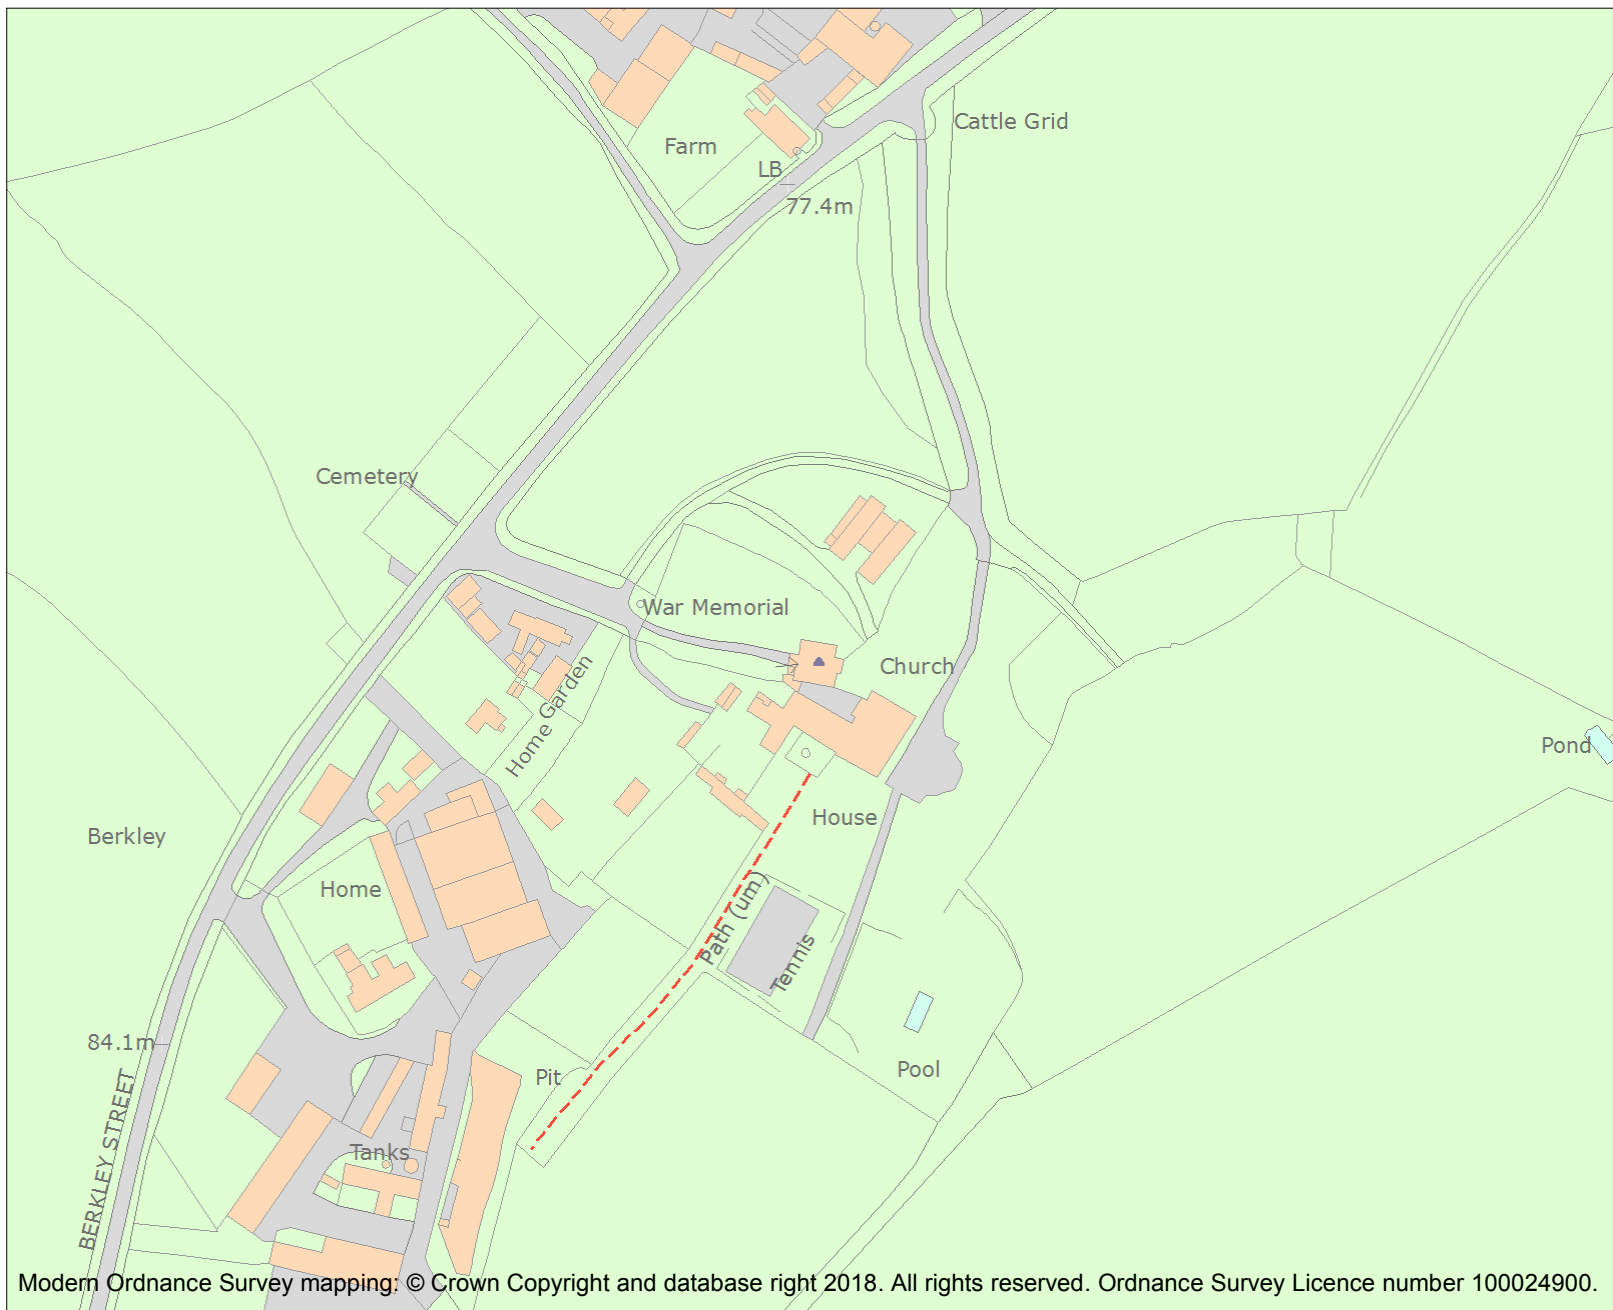 Cattle Grid
Farm
LB
77.4m
Cemetery
War Memorial
Church
Home Garden
Pond
House
Berkley
Home
Path (um)
Tennis
84.1m
Pit
Pool
BERKLEY STREET
Tanks
Modern Ordnance Survey mapping: © Crown Copyright and database right 2018. All rights reserved. Ordnance Survey Licence number 100024900.